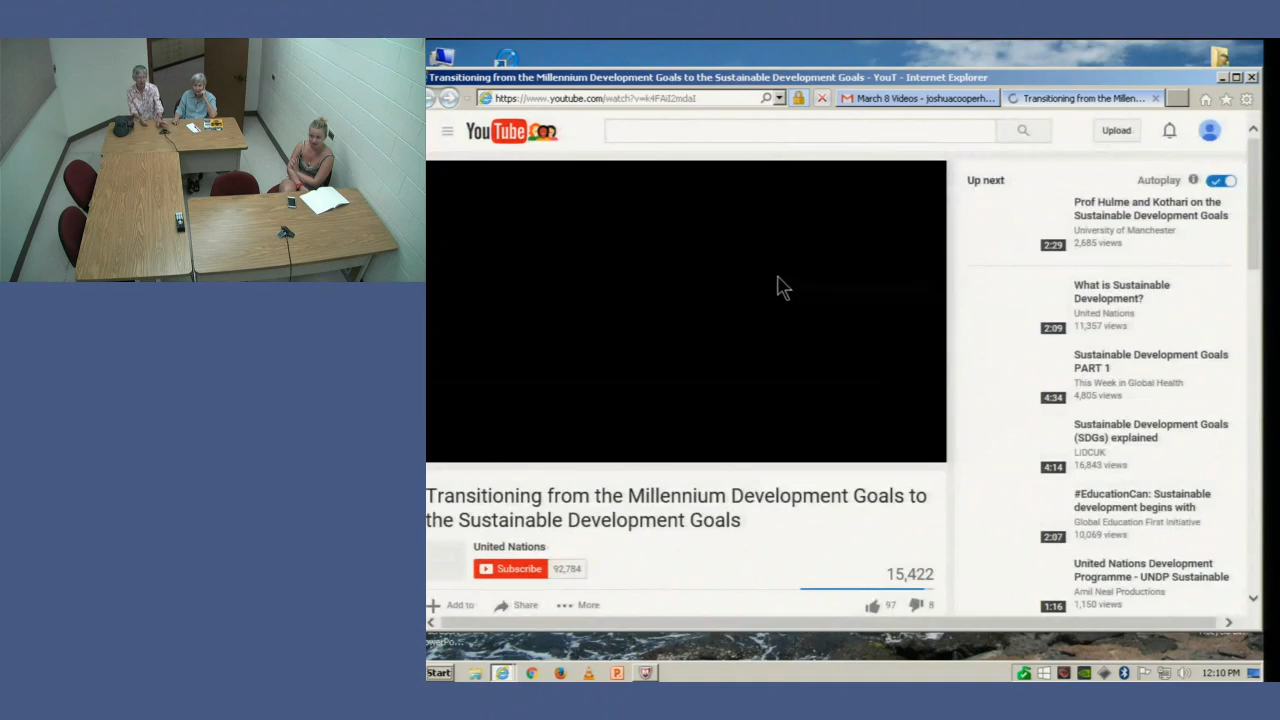 Transitioning from the Millennium Development Goals to the Sustainable Development Goals - YouT - Internet Explorer
https://www.youtube.com/watch?v=k4FAiI2mdaI
March 8 Videos - joshuacooperh...
Transitioning from the Millen...
YouTube
Upload
Up next
Autoplay
Prof Hulme and Kothari on the
Sustainable Development Goals
University of Manchester
2,685 views
2:29
What is Sustainable
Development?
United Nations
11,357 views
2:09
Sustainable Development Goals
PART 1
This Week in Global Health
4,805 views
4:34
Sustainable Development Goals
(SDGs) explained
LIDCUK
16,843 views
4:14
#EducationCan: Sustainable
development begins with
Global Education First Initiative
10,069 views
2:07
United Nations Development
Programme - UNDP Sustainable
Amil Neal Productions
1,150 views
1:16
Transitioning from the Millennium Development Goals to
the Sustainable Development Goals
United Nations
Subscribe 92,784
15,422
Add to Share More 97 8
Start
12:10 PM